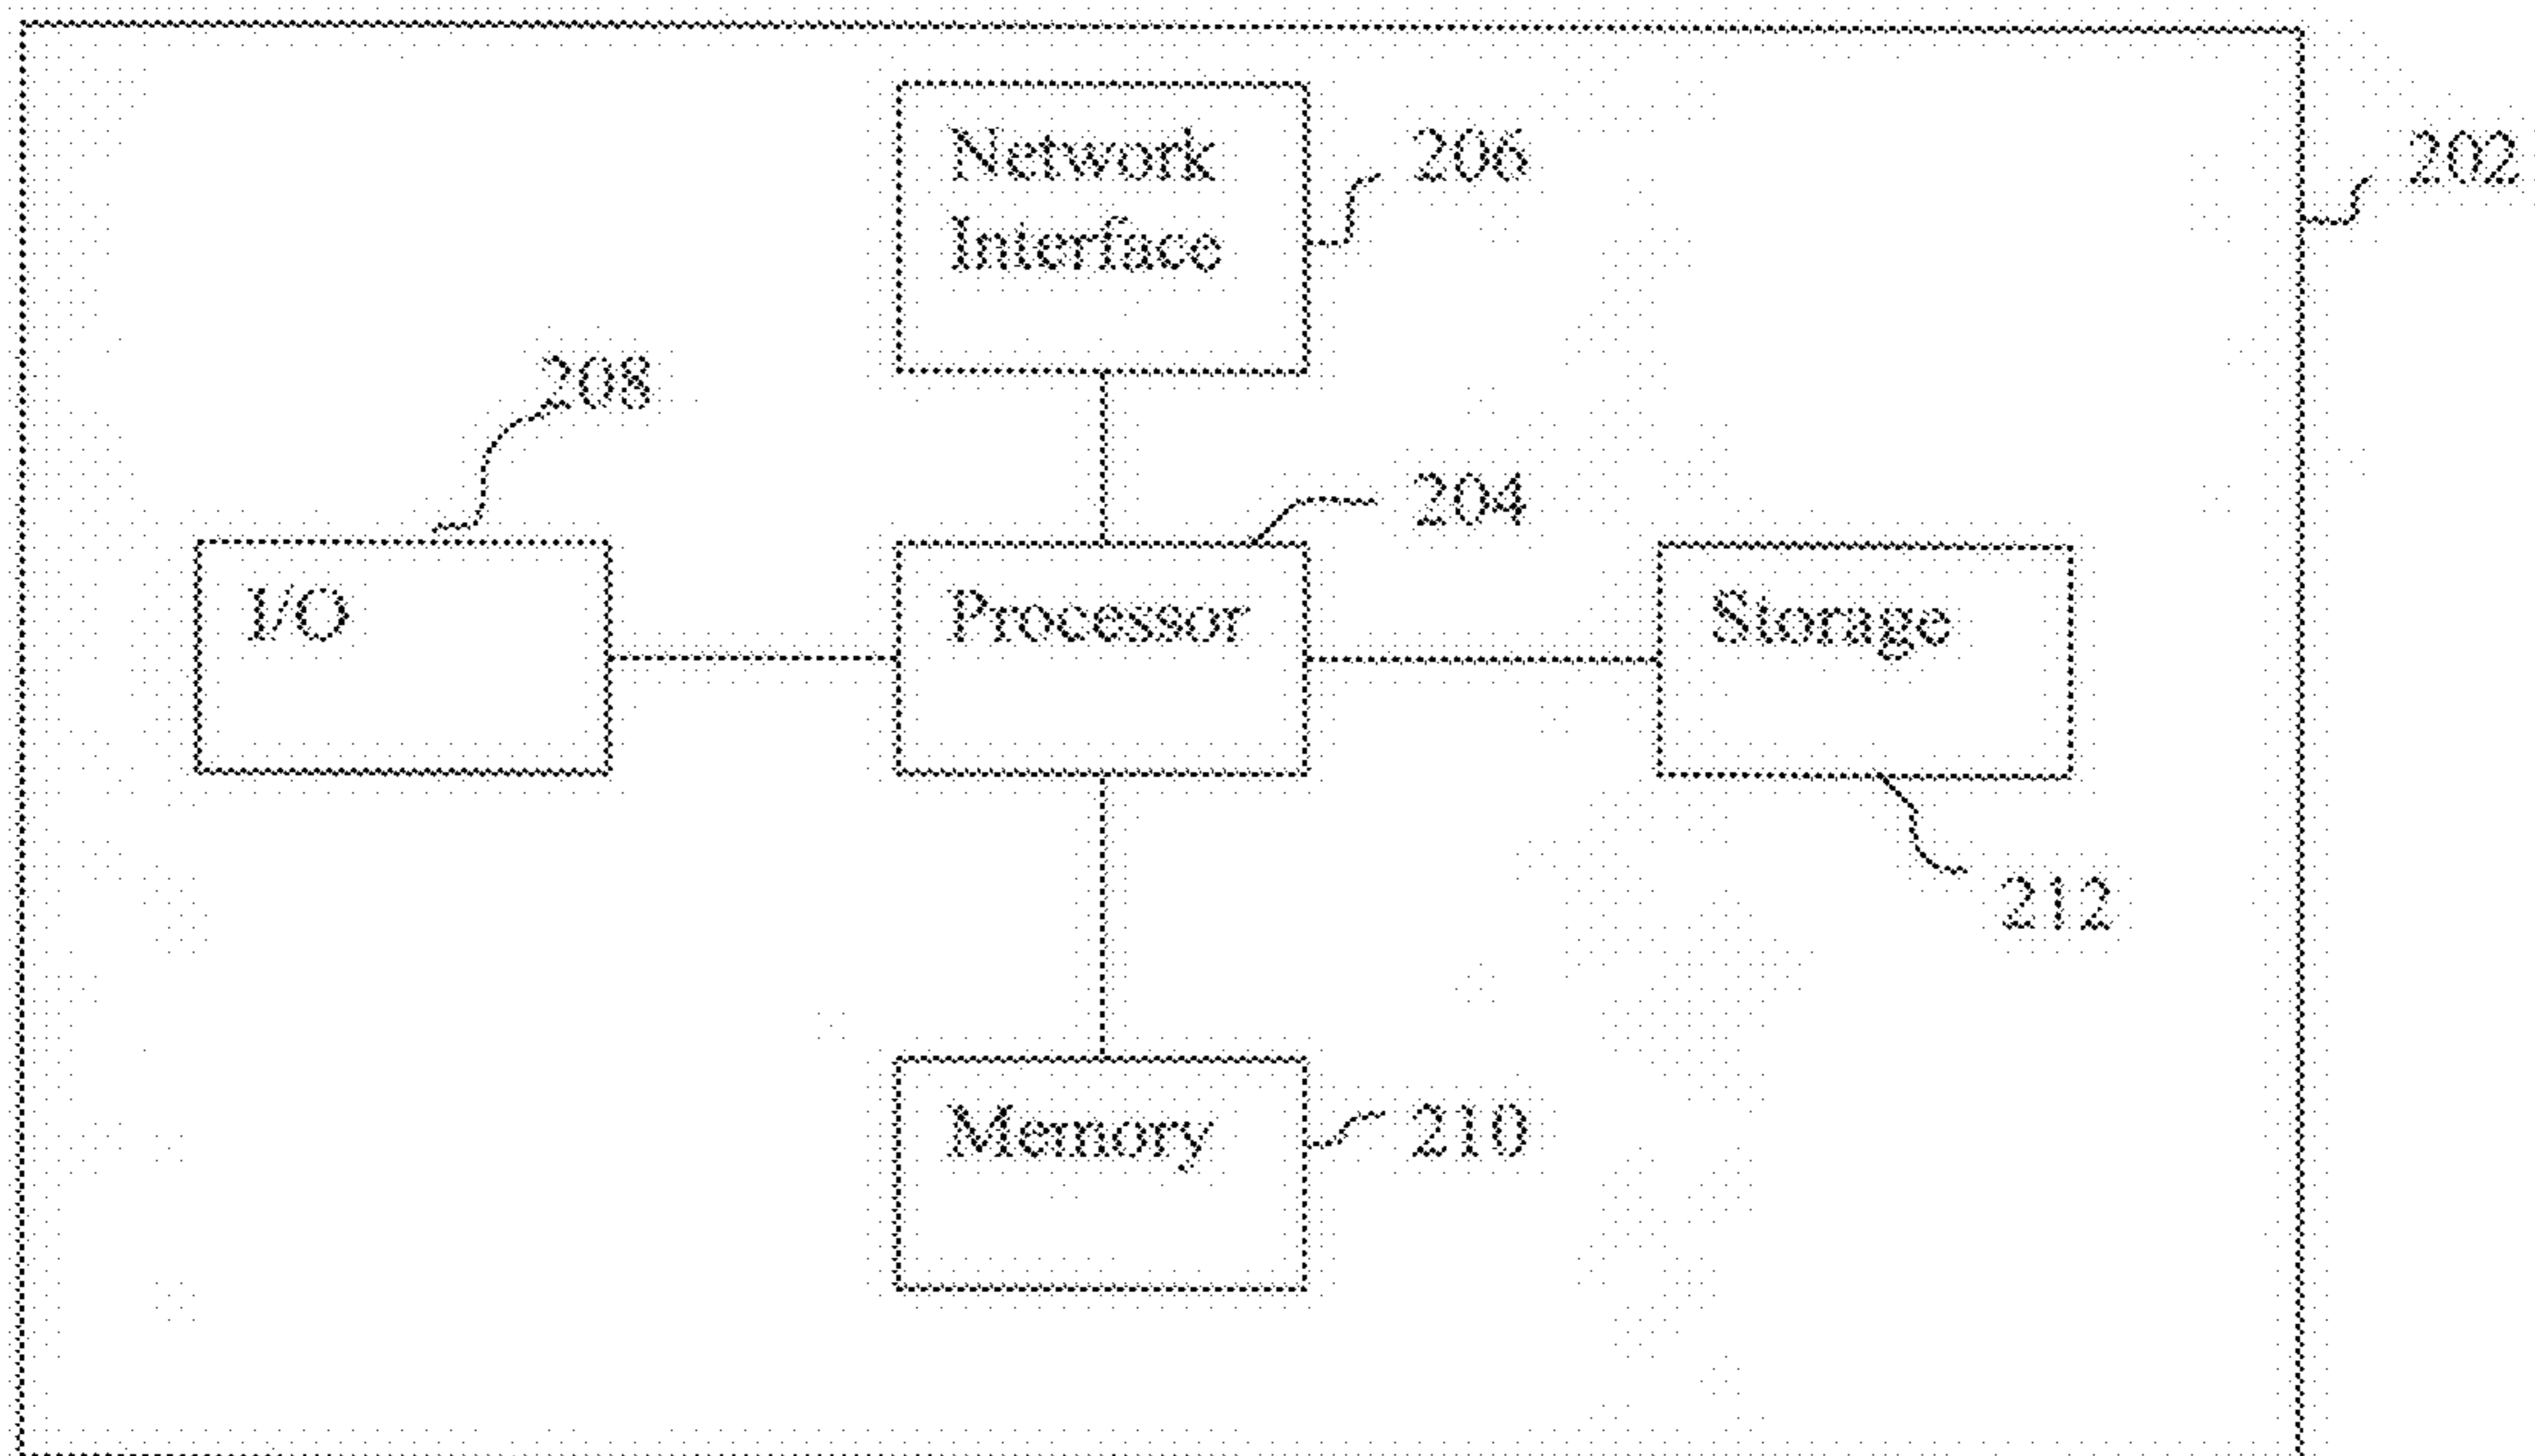 Network
Interface
206
202
208
204
I/O
Processor
Storage
212
Memory
210